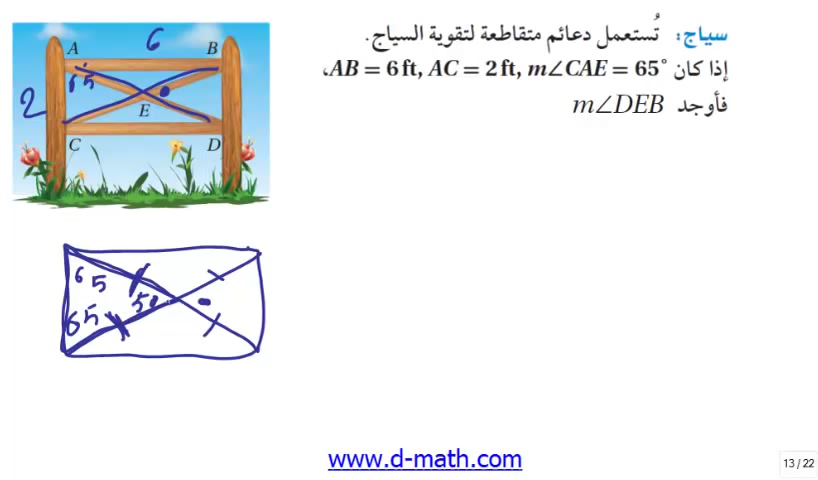 سياج: تُستعمل دعائم متقاطعة لتقوية السياج.
إذا كان AB = 6 ft, AC = 2 ft, m∠CAE = 65°،
فأوجد m∠DEB
6
A B
65
2
E
C D
65
50
65
www.d-math.com
13 / 22